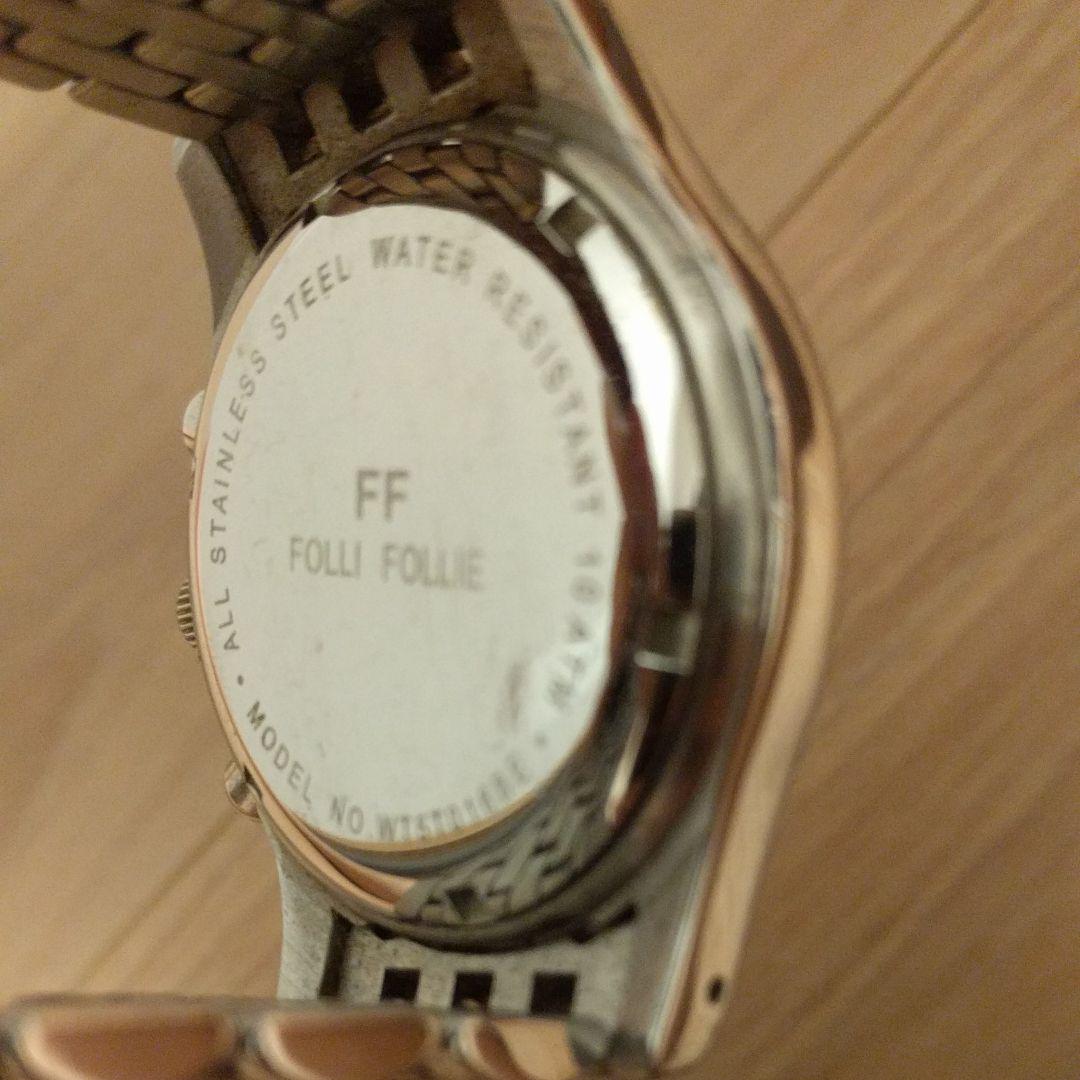 ALL STAINLESS STEEL WATER RESISTANT 10 ATM •
FF
FOLLI FOLLIE
• MODEL NO